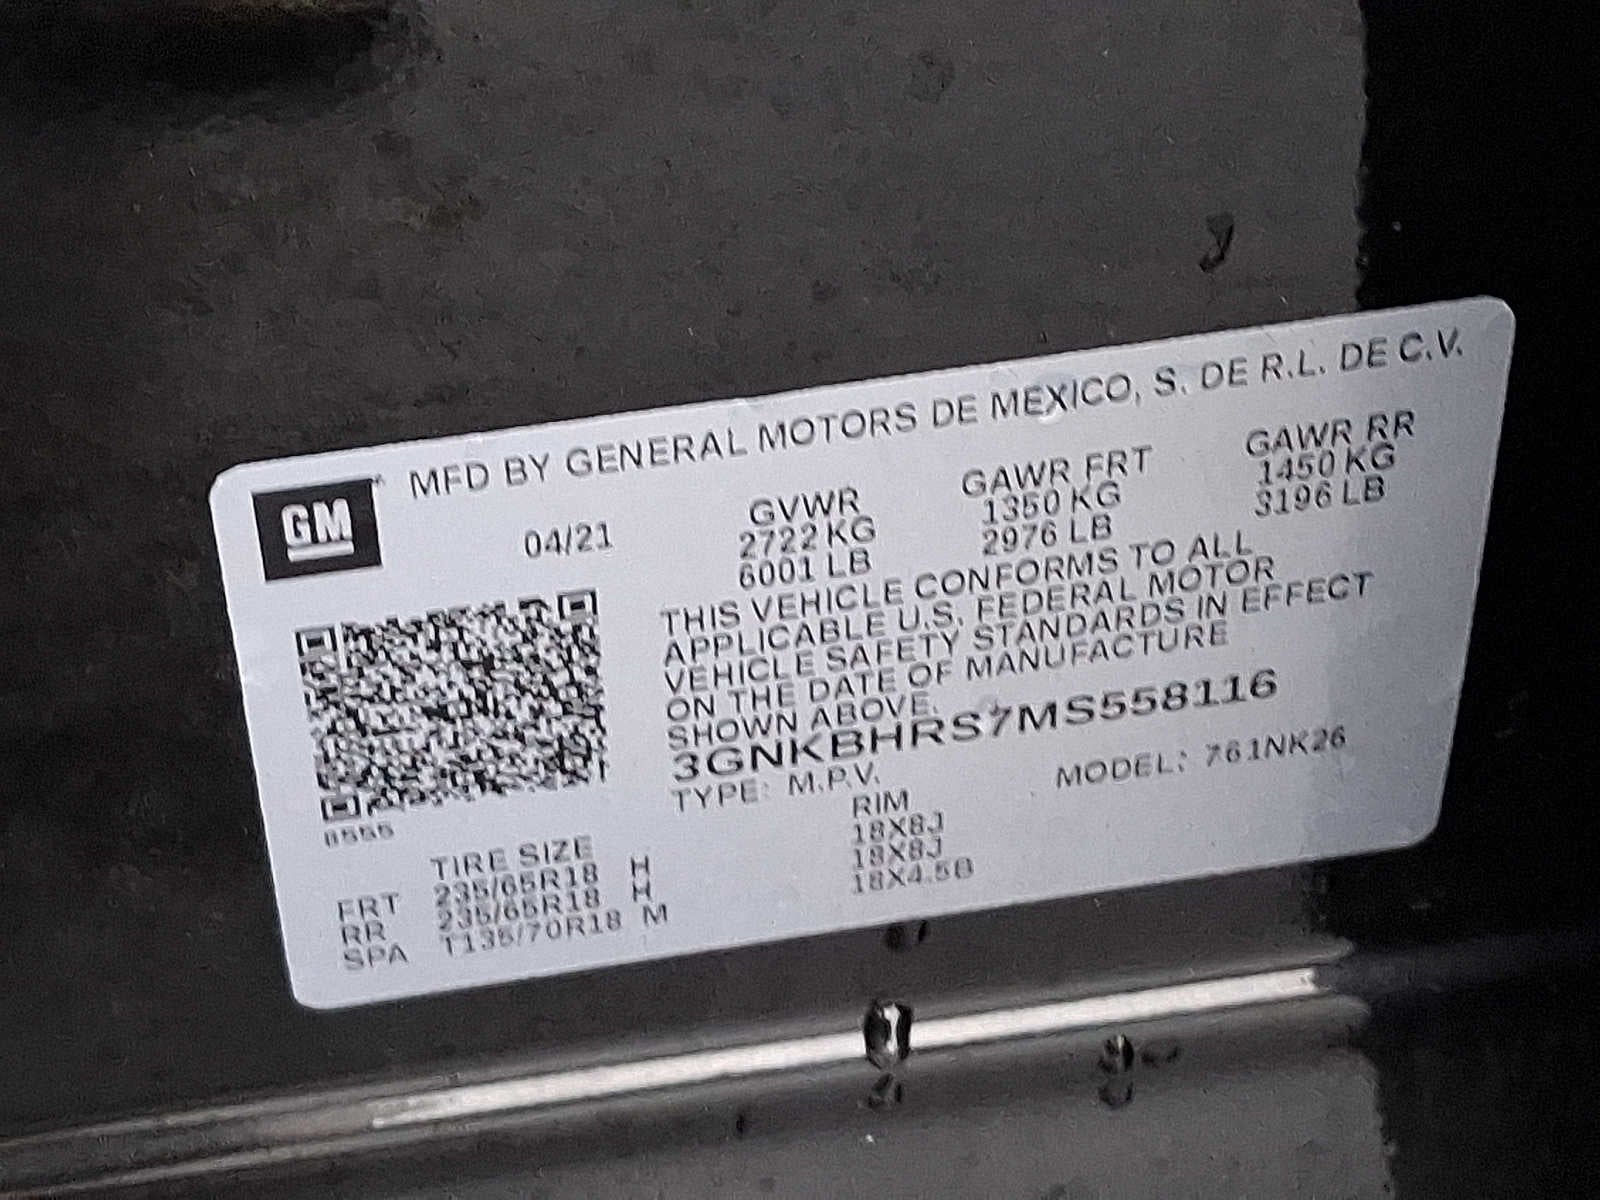 GM
MFD BY GENERAL MOTORS DE MEXICO, S. DE R.L. DE C.V.
04/21
GVWR
2722 KG
6001 LB
GAWR FRT
1350 KG
2976 LB
GAWR RR
1450 KG
3196 LB
THIS VEHICLE CONFORMS TO ALL
APPLICABLE U.S. FEDERAL MOTOR
VEHICLE SAFETY STANDARDS IN EFFECT
ON THE DATE OF MANUFACTURE
SHOWN ABOVE.
3GNKBHRS7MS558116
TYPE: M.P.V.
MODEL: 761NK26
TIRE SIZE
RIM
FRT 235/65R18 H 18X8J
RR 235/65R18 H 18X8J
SPA T135/70R18 M 18X4.5B